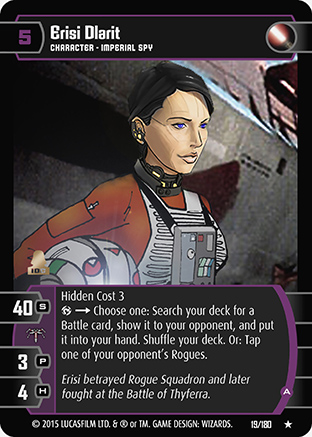 5
Erisi Dlarit
CHARACTER - IMPERIAL SPY
40 S
3 P
4 H
Hidden Cost 3
→ Choose one: Search your deck for a
Battle card, show it to your opponent, and put
it into your hand. Shuffle your deck. Or: Tap
one of your opponent's Rogues.
Erisi betrayed Rogue Squadron and later
fought at the Battle of Thyferra.
A
© 2015 LUCASFILM LTD. & ® or TM. GAME DESIGN: WIZARDS.
19/180 ★